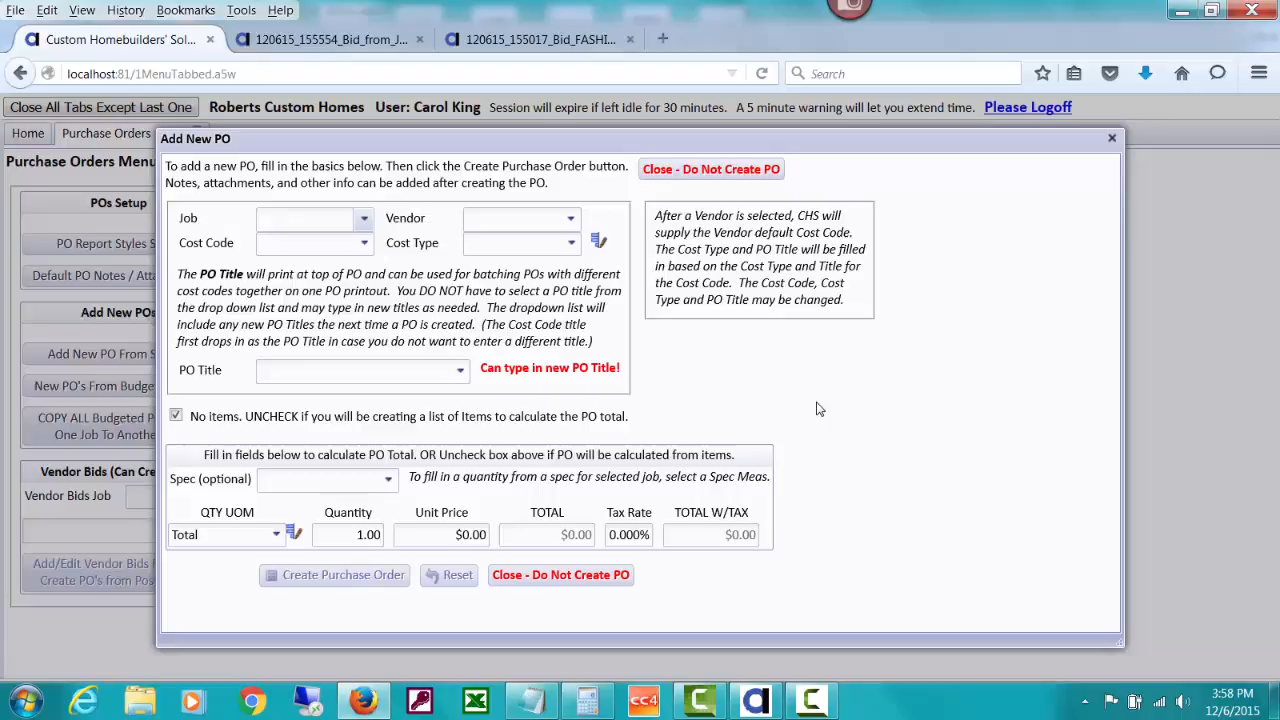 File Edit View History Bookmarks Tools Help
Custom Homebuilders' Sol... × 120615_155554_Bid_from_J... × 120615_155017_Bid_FASHI... ×
localhost:81/1MenuTabbed.a5w Search
Close All Tabs Except Last One Roberts Custom Homes User: Carol King Session will expire if left idle for 30 minutes. A 5 minute warning will let you extend time. Please Logoff
Home Purchase Orders
Purchase Orders Menu
POs Setup
PO Report Styles S
Default PO Notes / Atta
Add New POs
Add New PO From S
New PO's From Budge
COPY ALL Budgeted P
One Job To Anothe
Vendor Bids (Can Cre
Vendor Bids Job
Add/Edit Vendor Bids
Create PO's from Pos
Add New PO
To add a new PO, fill in the basics below. Then click the Create Purchase Order button.
Notes, attachments, and other info can be added after creating the PO.
Close - Do Not Create PO
Job Vendor
Cost Code Cost Type
After a Vendor is selected, CHS will
supply the Vendor default Cost Code.
The Cost Type and PO Title will be filled
in based on the Cost Type and Title for
the Cost Code. The Cost Code, Cost
Type and PO Title may be changed.
The PO Title will print at top of PO and can be used for batching POs with different
cost codes together on one PO printout. You DO NOT have to select a PO title from
the drop down list and may type in new titles as needed. The dropdown list will
include any new PO Titles the next time a PO is created. (The Cost Code title
first drops in as the PO Title in case you do not want to enter a different title.)
PO Title Can type in new PO Title!
No items. UNCHECK if you will be creating a list of Items to calculate the PO total.
Fill in fields below to calculate PO Total. OR Uncheck box above if PO will be calculated from items.
Spec (optional) To fill in a quantity from a spec for selected job, select a Spec Meas.
QTY UOM Quantity Unit Price TOTAL Tax Rate TOTAL W/TAX
Total 1.00 $0.00 $0.00 0.000% $0.00
Create Purchase Order Reset Close - Do Not Create PO
CC4
3:58 PM
12/6/2015